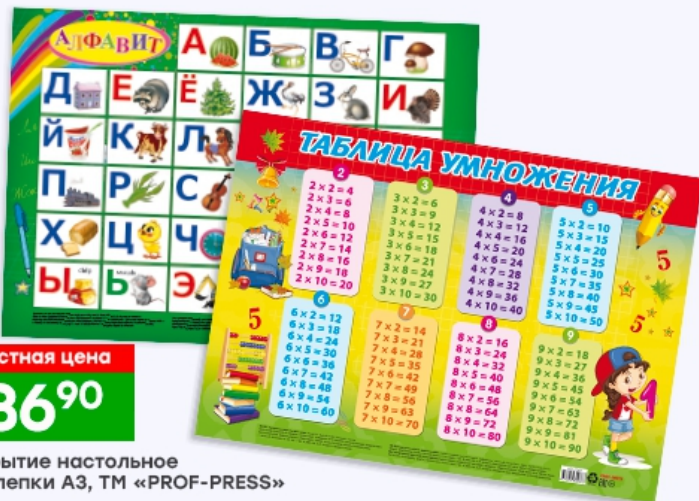 АЛФАВИТ
А Б В Г
Д Е Ё Ж З И
Й К Л
П Р С
Х Ц Ч
Ы Ь Э
ТАБЛИЦА УМНОЖЕНИЯ
2
2 x 2 = 4
2 x 3 = 6
2 x 4 = 8
2 x 5 = 10
2 x 6 = 12
2 x 7 = 14
2 x 8 = 16
2 x 9 = 18
2 x 10 = 20
3
3 x 2 = 6
3 x 3 = 9
3 x 4 = 12
3 x 5 = 15
3 x 6 = 18
3 x 7 = 21
3 x 8 = 24
3 x 9 = 27
3 x 10 = 30
4
4 x 2 = 8
4 x 3 = 12
4 x 4 = 16
4 x 5 = 20
4 x 6 = 24
4 x 7 = 28
4 x 8 = 32
4 x 9 = 36
4 x 10 = 40
5
5 x 2 = 10
5 x 3 = 15
5 x 4 = 20
5 x 5 = 25
5 x 6 = 30
5 x 7 = 35
5 x 8 = 40
5 x 9 = 45
5 x 10 = 50
5
5
6
6 x 2 = 12
6 x 3 = 18
6 x 4 = 24
6 x 5 = 30
6 x 6 = 36
6 x 7 = 42
6 x 8 = 48
6 x 9 = 54
6 x 10 = 60
7
7 x 2 = 14
7 x 3 = 21
7 x 4 = 28
7 x 5 = 35
7 x 6 = 42
7 x 7 = 49
7 x 8 = 56
7 x 9 = 63
7 x 10 = 70
8
8 x 2 = 16
8 x 3 = 24
8 x 4 = 32
8 x 5 = 40
8 x 6 = 48
8 x 7 = 56
8 x 8 = 64
8 x 9 = 72
8 x 10 = 80
9
9 x 2 = 18
9 x 3 = 27
9 x 4 = 36
9 x 5 = 45
9 x 6 = 54
9 x 7 = 63
9 x 8 = 72
9 x 9 = 81
9 x 10 = 90
5
1
стная цена
36 90
ытие настольное
лепки А3, ТМ «PROF-PRESS»